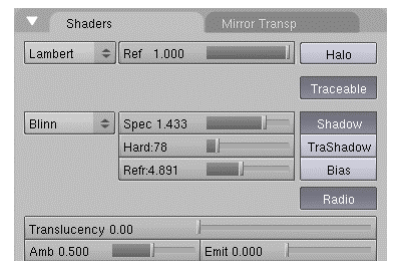 Shaders Mirror Transp
Lambert Ref 1.000 Halo
Traceable
Blinn Spec 1.433 Shadow
Hard:78 TraShadow
Refr:4.891 Bias
Radio
Translucency 0.00
Amb 0.500 Emit 0.000